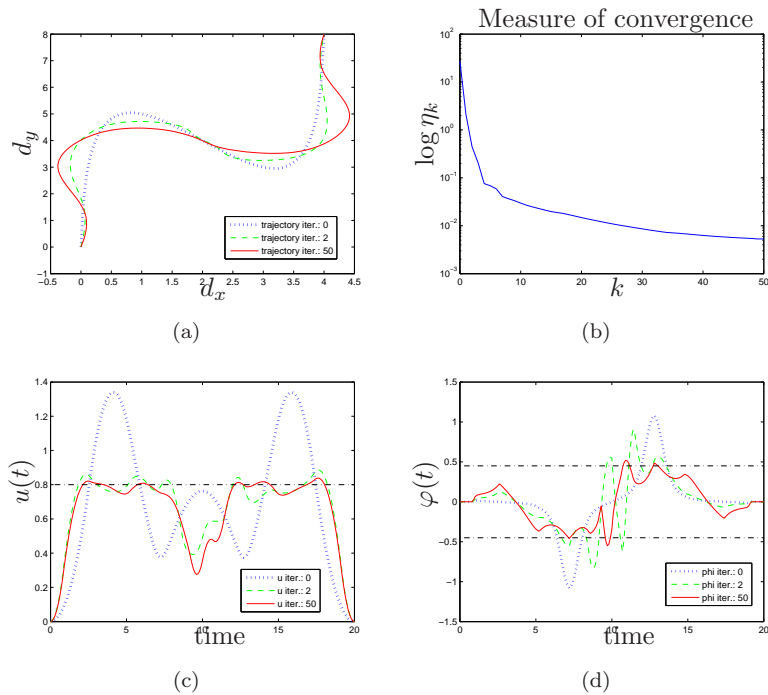 8
7
6
5
4
3
2
1
0
−1
d_y
−0.5 0 0.5 1 1.5 2 2.5 3 3.5 4 4.5
d_x
trajectory iter.: 0
trajectory iter.: 2
trajectory iter.: 50
(a)
Measure of convergence
10^2
10^1
10^0
10^−1
10^−2
10^−3
log η_k
0 10 20 30 40 50
k
(b)
1.4
1.2
1
0.8
0.6
0.4
0.2
0
u(t)
0 5 10 15 20
time
u iter.: 0
u iter.: 2
u iter.: 50
(c)
1.5
1
0.5
0
−0.5
−1
−1.5
φ(t)
0 5 10 15 20
time
phi iter.: 0
phi iter.: 2
phi iter.: 50
(d)